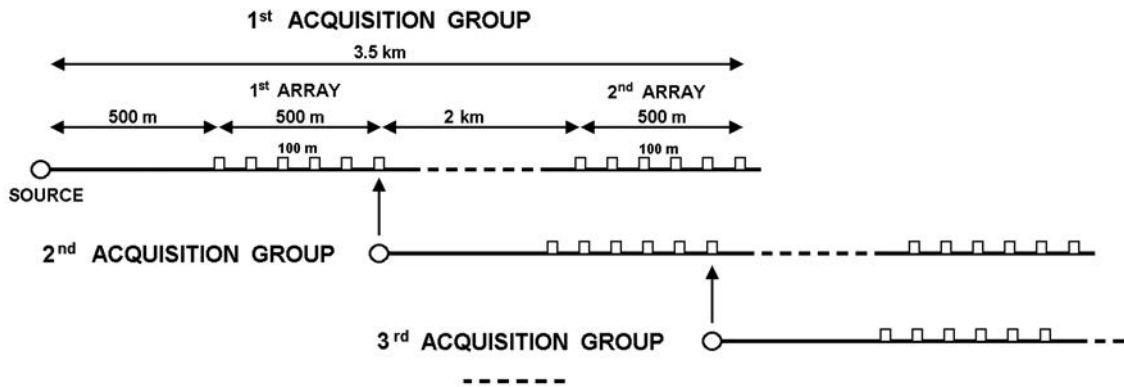 1st ACQUISITION GROUP
3.5 km
1st ARRAY
2nd ARRAY
500 m
500 m
2 km
500 m
100 m
100 m
SOURCE
2nd ACQUISITION GROUP
3rd ACQUISITION GROUP